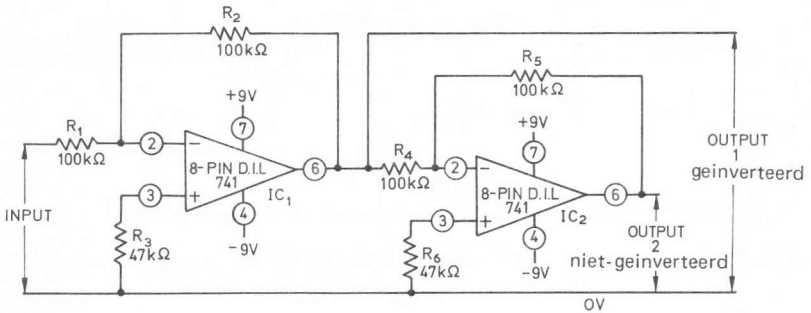 R2
100kΩ
R5
100kΩ
+9V
7
R1
100kΩ
2
−
8-PIN D.I.L
741
3
+
6
IC1
4
−9V
INPUT
R3
47kΩ
+9V
7
R4
100kΩ
2
−
8-PIN D.I.L
741
3
+
6
IC2
4
−9V
R6
47kΩ
OUTPUT
1
geinverteerd
OUTPUT
2
niet-geinverteerd
0V